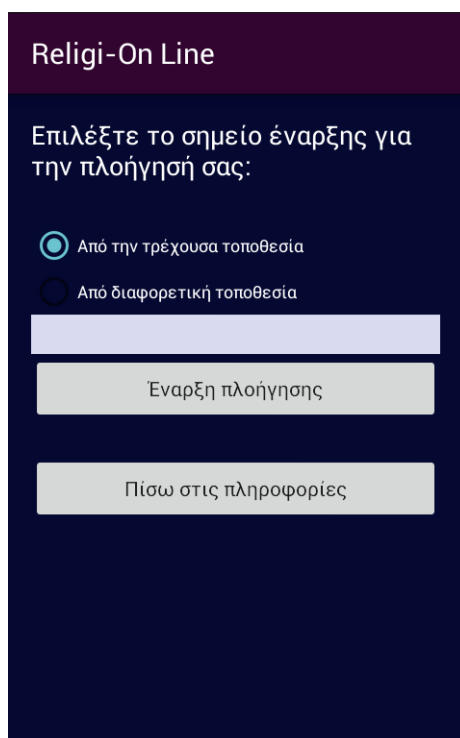 Religi-On Line
Επιλέξτε το σημείο έναρξης για
την πλοήγησή σας:
Από την τρέχουσα τοποθεσία
Από διαφορετική τοποθεσία
Έναρξη πλοήγησης
Πίσω στις πληροφορίες